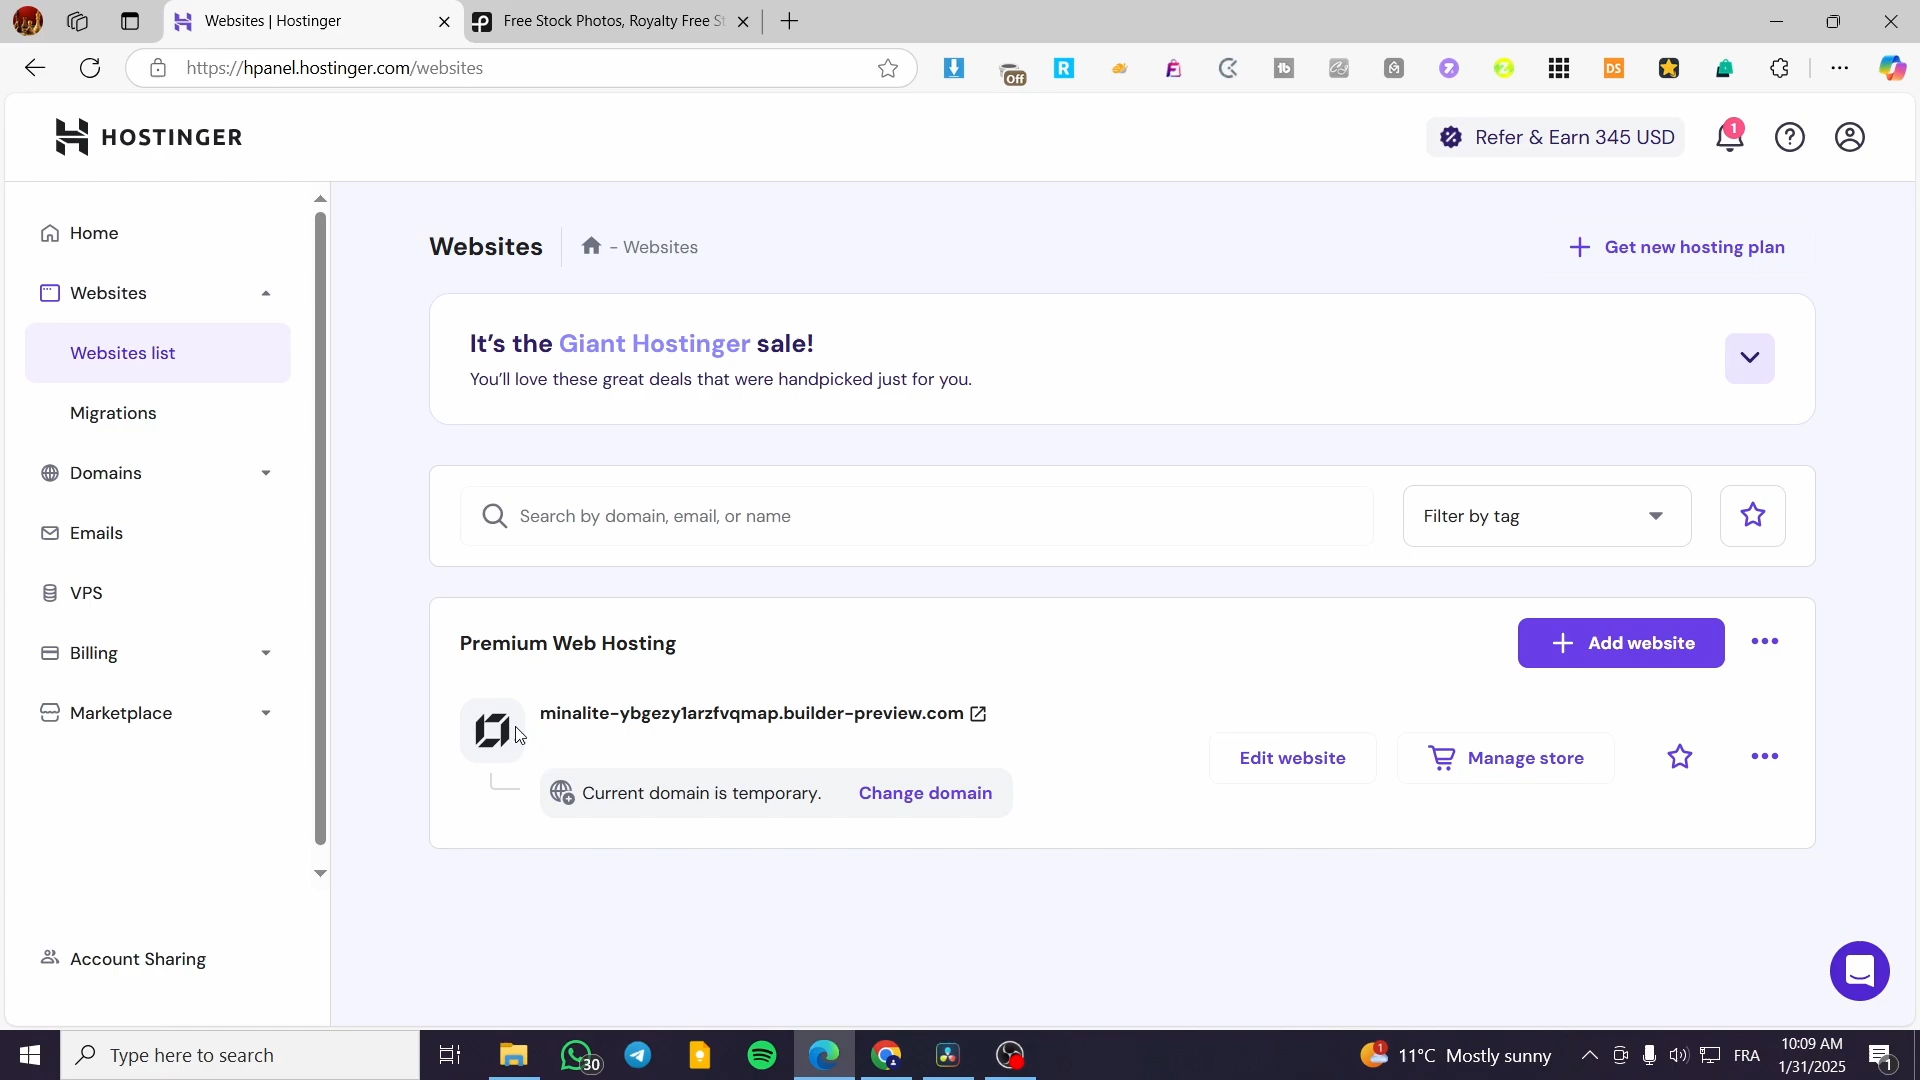 Websites | Hostinger
Free Stock Photos, Royalty Free St
https://hpanel.hostinger.com/websites
Off
R
tb
DS
HOSTINGER
Refer & Earn 345 USD
1
Home
Websites
Websites list
Migrations
Domains
Emails
VPS
Billing
Marketplace
Account Sharing
Websites
- Websites
Get new hosting plan
It's the Giant Hostinger sale!
You'll love these great deals that were handpicked just for you.
Search by domain, email, or name
Filter by tag
Premium Web Hosting
Add website
minalite-ybgezy1arzfvqmap.builder-preview.com
Edit website
Manage store
Current domain is temporary.
Change domain
Type here to search
30
1
11°C Mostly sunny
FRA
10:09 AM
1/31/2025
1